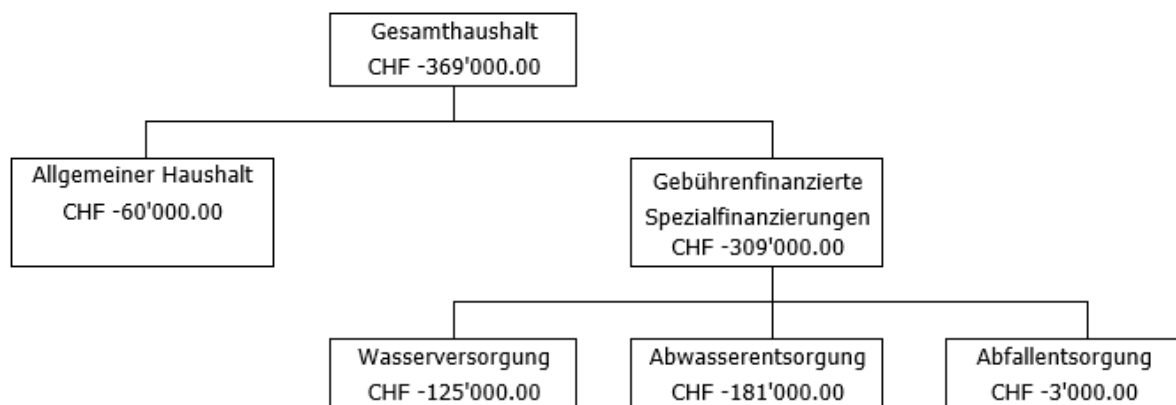 Gesamthaushalt
CHF -369'000.00
Allgemeiner Haushalt
CHF -60'000.00
Gebührenfinanzierte
Spezialfinanzierungen
CHF -309'000.00
Wasserversorgung
CHF -125'000.00
Abwasserentsorgung
CHF -181'000.00
Abfallentsorgung
CHF -3'000.00